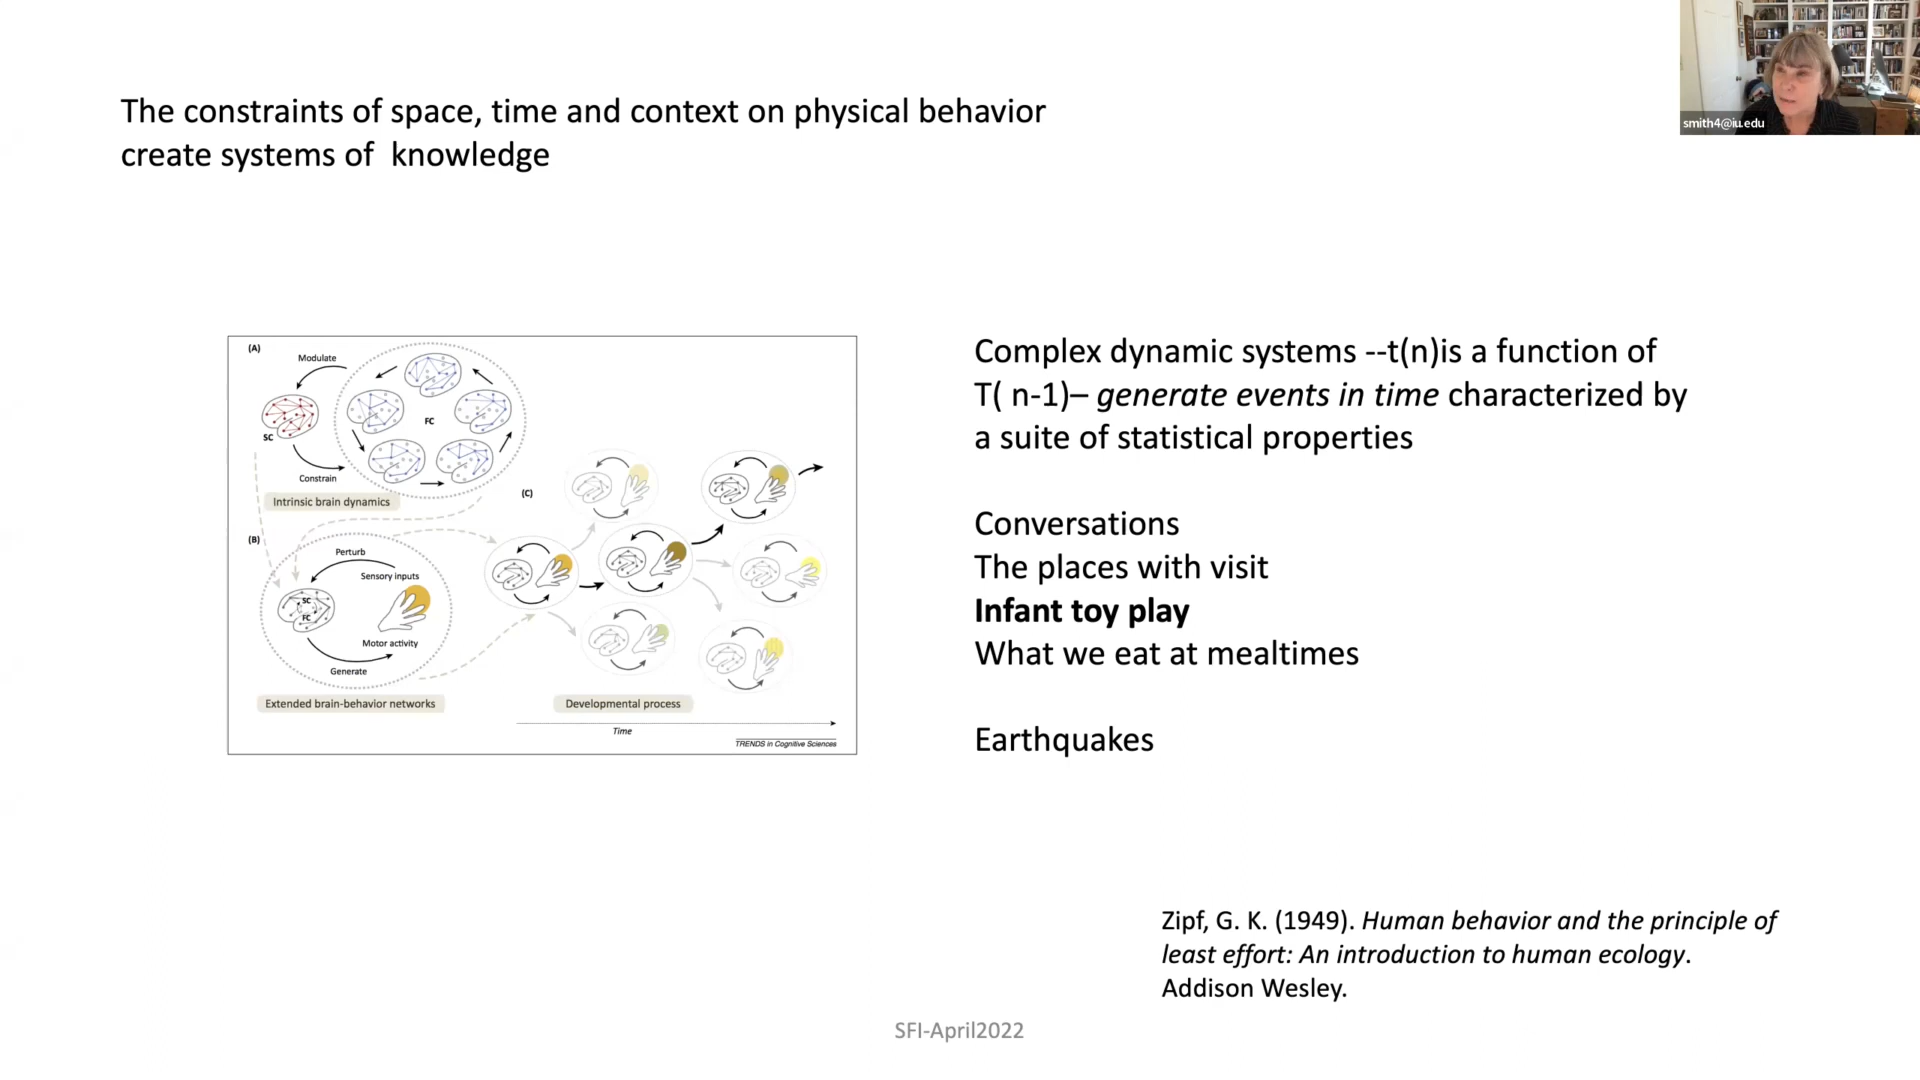 smith4@iu.edu
The constraints of space, time and context on physical behavior
create systems of  knowledge
(A)
Modulate
SC
FC
Constrain
Intrinsic brain dynamics
(B)
Perturb
Sensory inputs
SC
FC
Motor activity
Generate
Extended brain-behavior networks
(C)
Developmental process
Time
TRENDS in Cognitive Sciences
Complex dynamic systems --t(n)is a function of
T( n-1)– generate events in time characterized by
a suite of statistical properties
Conversations
The places with visit
Infant toy play
What we eat at mealtimes
Earthquakes
Zipf, G. K. (1949). Human behavior and the principle of
least effort: An introduction to human ecology.
Addison Wesley.
SFI-April2022